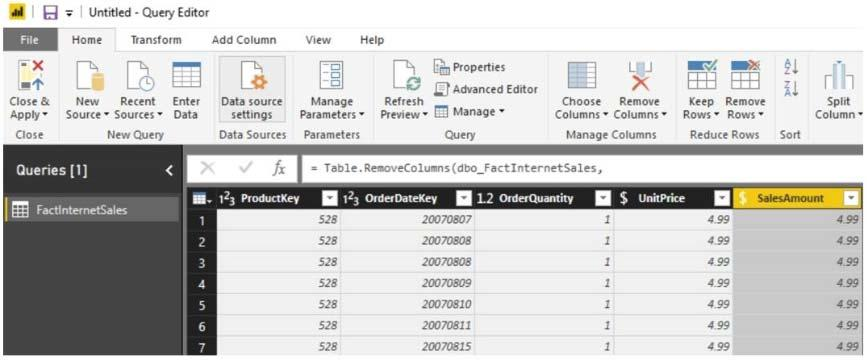 Untitled - Query Editor
File Home Transform Add Column View Help
Close & Apply New Source Recent Sources Enter Data Data source settings Manage Parameters Refresh Preview Properties Advanced Editor Manage Choose Columns Remove Columns Keep Rows Remove Rows Split Column
Close New Query Data Sources Parameters Query Manage Columns Reduce Rows Sort
Queries [1] < fx = Table.RemoveColumns(dbo_FactInternetSales,
FactInternetSales
1²3 ProductKey 1²3 OrderDateKey 1.2 OrderQuantity $ UnitPrice $ SalesAmount
1 528 20070807 1 4.99 4.99
2 528 20070808 1 4.99 4.99
3 528 20070808 1 4.99 4.99
4 528 20070809 1 4.99 4.99
5 528 20070810 1 4.99 4.99
6 528 20070811 1 4.99 4.99
7 528 20070815 1 4.99 4.99